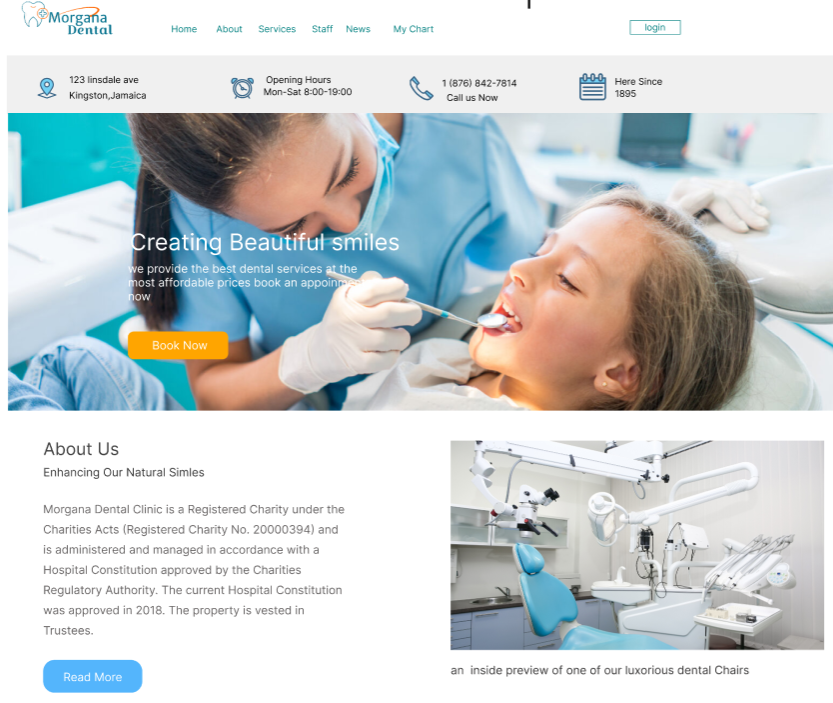 Morgana
Dental
Home About Services Staff News My Chart
login
123 linsdale ave
Kingston,Jamaica
Opening Hours
Mon-Sat 8:00-19:00
1 (876) 842-7814
Call us Now
Here Since
1895
Creating Beautiful smiles
we provide the best dental services at the
most affordable prices book an
now
Book Now
About Us
Enhancing Our Natural Simles
Morgana Dental Clinic is a Registered Charity under the
Charities Acts (Registered Charity No. 20000394) and
is administered and managed in accordance with a
Hospital Constitution approved by the Charities
Regulatory Authority. The current Hospital Constitution
was approved in 2018. The property is vested in
Trustees.
Read More
an inside preview of one of our luxorious dental Chairs